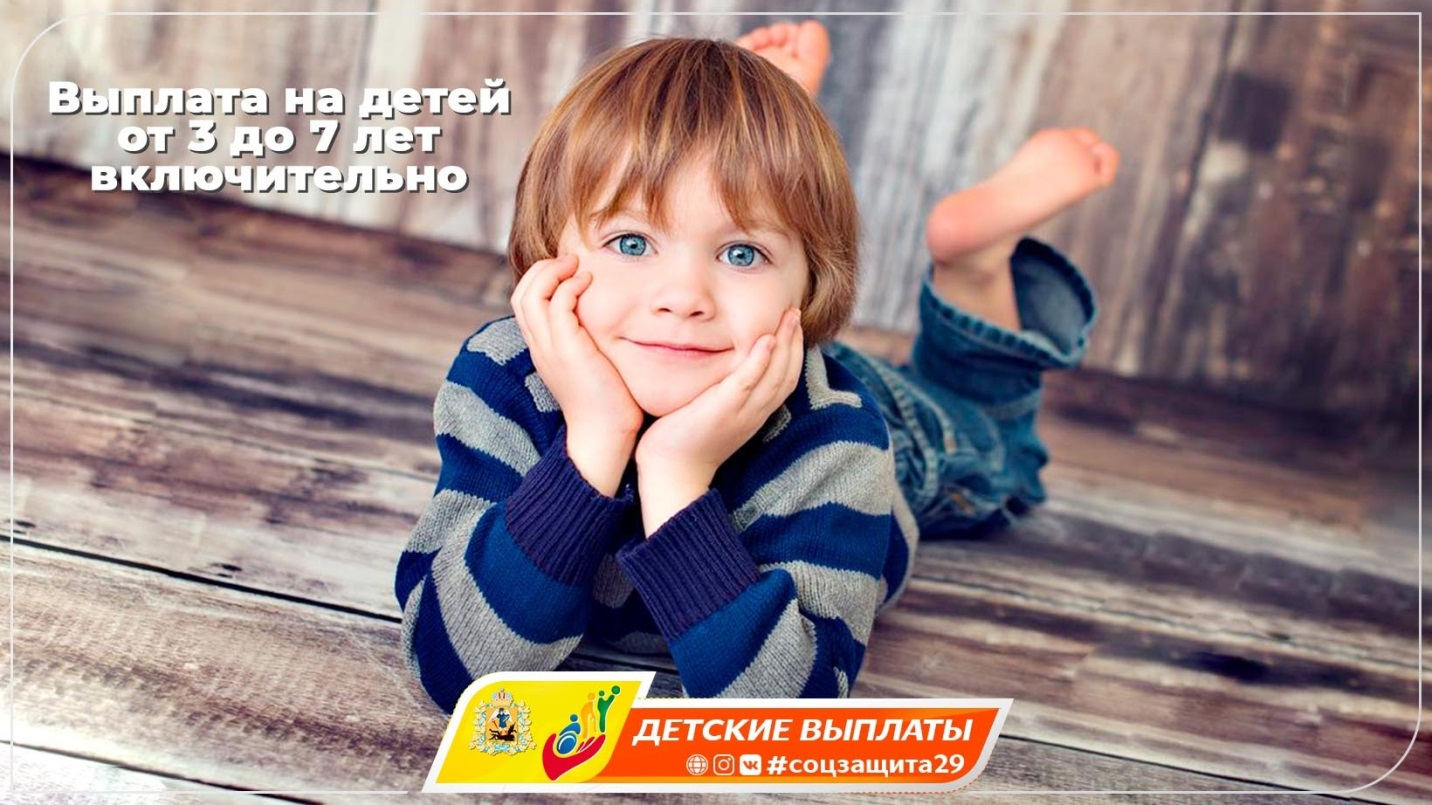 Выплата на детей
от 3 до 7 лет
включительно
ДЕТСКИЕ ВЫПЛАТЫ
#соцзащита29